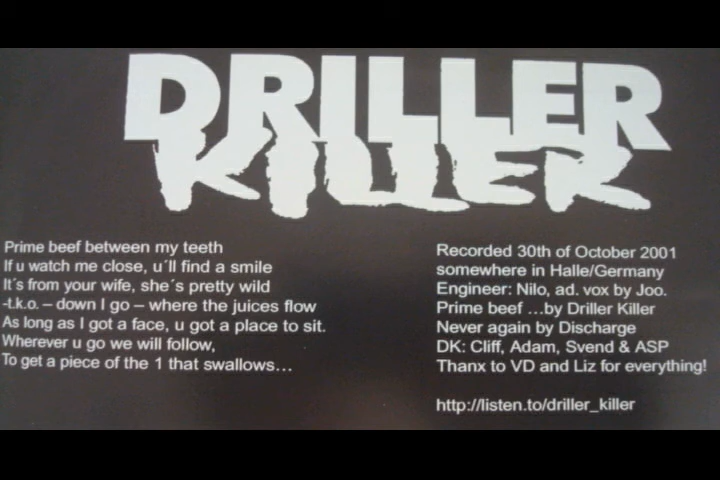 DRILLER
KILLER
Prime beef between my teeth
If u watch me close, u´ll find a smile
It´s from your wife, she´s pretty wild
-t.k.o. – down I go – where the juices flow
As long as I got a face, u got a place to sit.
Wherever u go we will follow,
To get a piece of the 1 that swallows…
Recorded 30th of October 2001
somewhere in Halle/Germany
Engineer: Nilo, ad. vox by Joo.
Prime beef …by Driller Killer
Never again by Discharge
DK: Cliff, Adam, Svend & ASP
Thanx to VD and Liz for everything!
http://listen.to/driller_killer